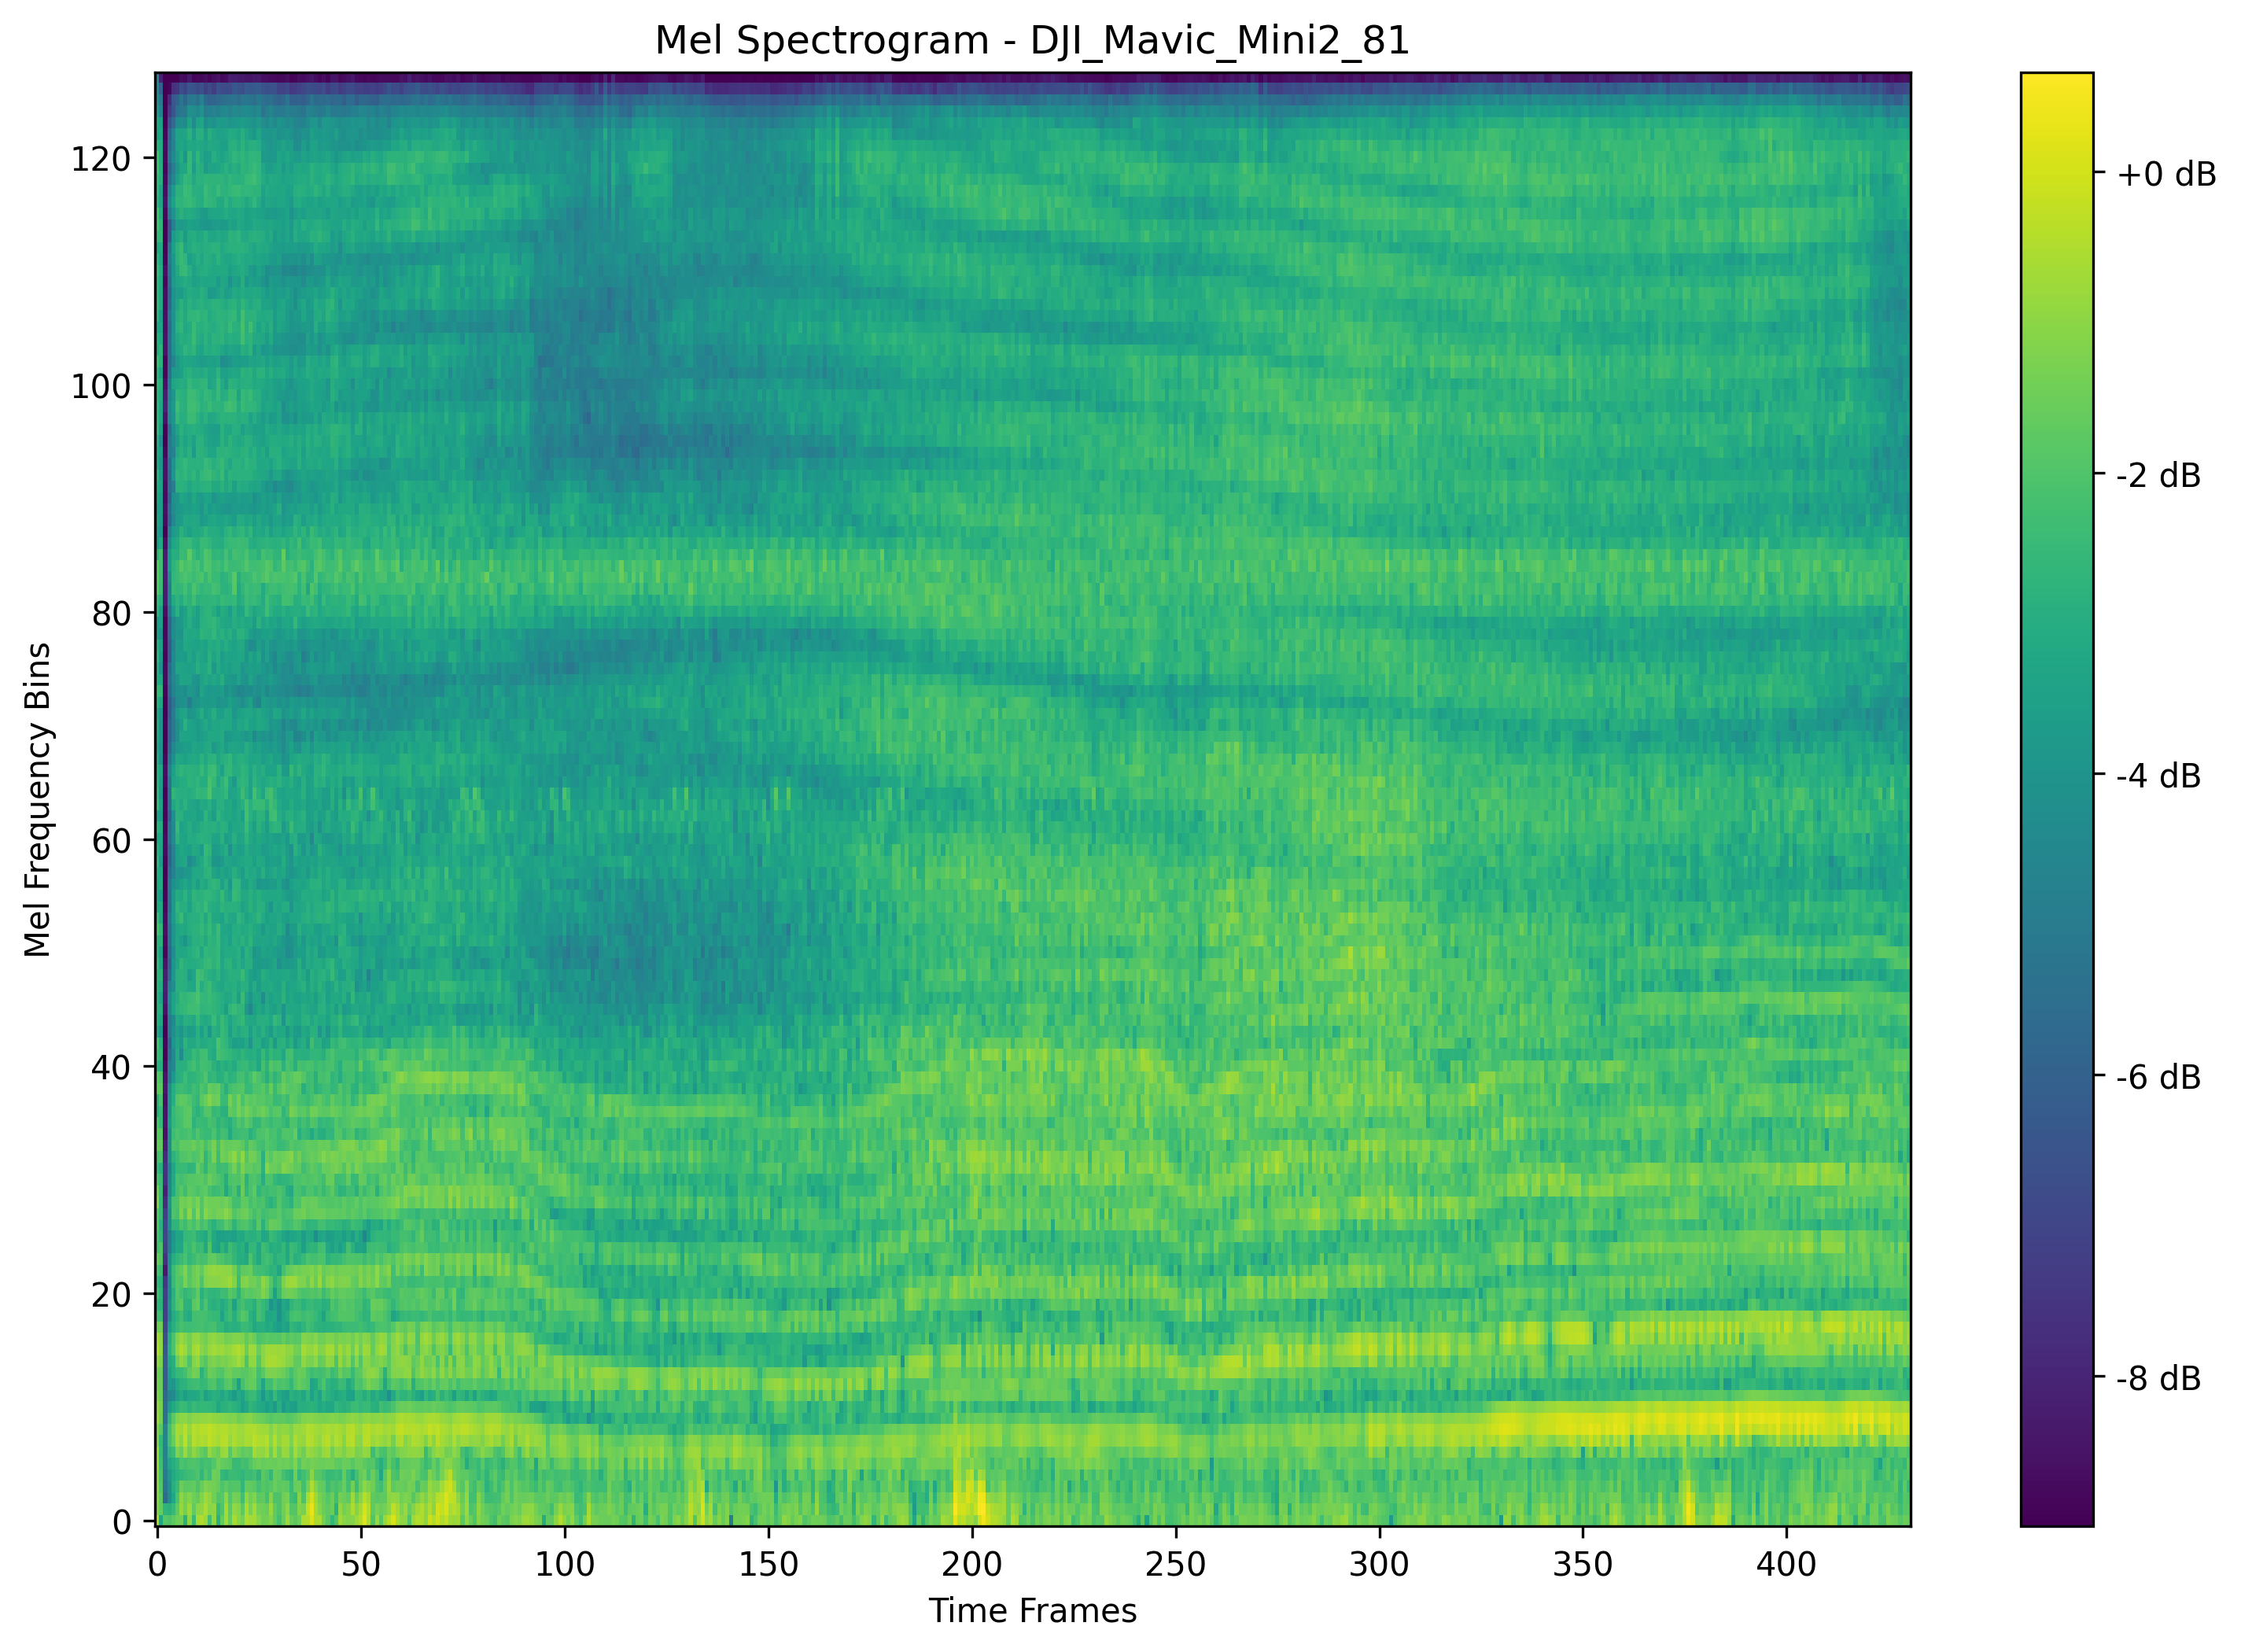 Mel Spectrogram - DJI_Mavic_Mini2_81
Mel Frequency Bins
120
100
80
60
40
20
0
0 50 100 150 200 250 300 350 400
Time Frames
+0 dB
-2 dB
-4 dB
-6 dB
-8 dB